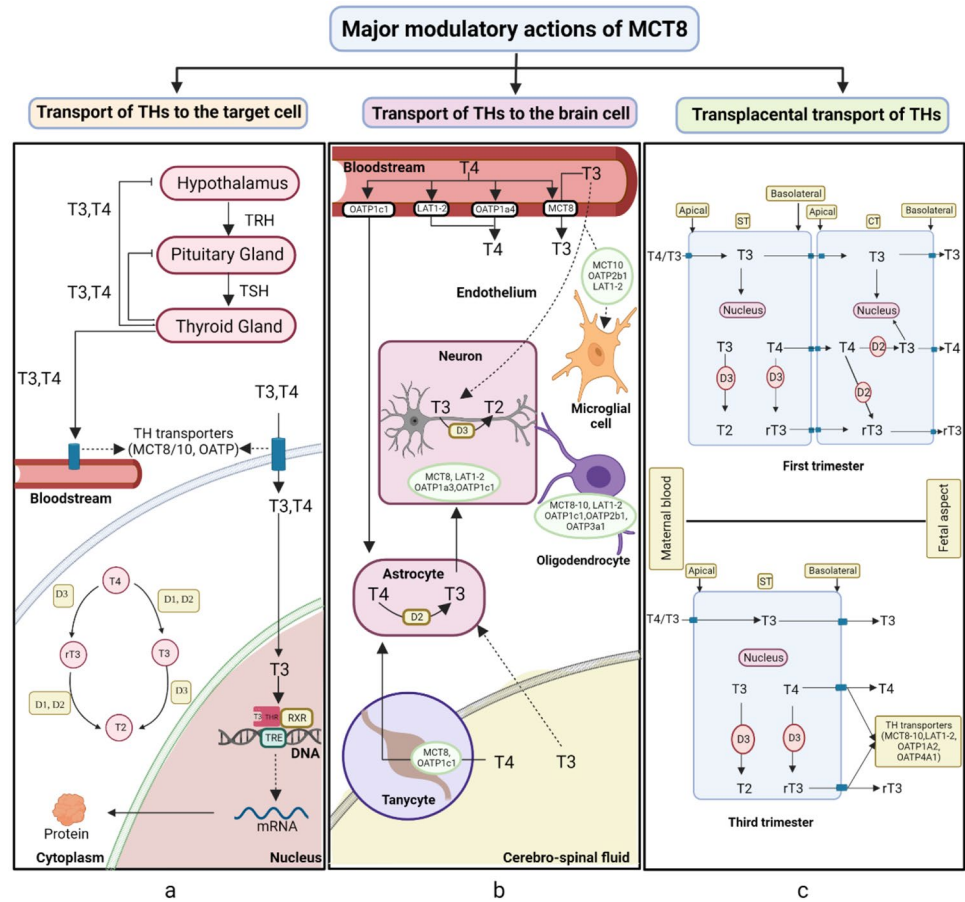 Major modulatory actions of MCT8
Transport of THs to the target cell
Transport of THs to the brain cell
Transplacental transport of THs
Hypothalamus
T3,T4
TRH
Pituitary Gland
T3,T4
TSH
Thyroid Gland
T3,T4
T3,T4
TH transporters
(MCT8/10, OATP)
Bloodstream
T3,T4
T4
D3
D1, D2
rT3
T3
D1, D2
D3
T2
T3
T3
THR
RXR
TRE
DNA
mRNA
Protein
Cytoplasm
Nucleus
a
Bloodstream
T4
T3
OATP1c1
LAT1-2
OATP1a4
MCT8
T4
T3
MCT10
OATP2b1
LAT1-2
Endothelium
Neuron
Microglial
cell
T3
T2
D3
MCT8, LAT1-2
OATP1a3,OATP1c1
MCT8-10, LAT1-2
OATP1c1,OATP2b1,
OATP3a1
Oligodendrocyte
Astrocyte
T4
T3
D2
MCT8,
OATP1c1
T4
T3
Tanycyte
Cerebro-spinal fluid
b
Basolateral
Apical
ST
Apical
CT
Basolateral
T4/T3
T3
T3
T3
Nucleus
Nucleus
T3
T4
T4
D2
T3
T4
D3
D3
D2
T2
rT3
rT3
rT3
First trimester
Maternal blood
Fetal aspect
Apical
ST
Basolateral
T4/T3
T3
T3
Nucleus
T3
T4
T4
D3
D3
TH transporters
(MCT8-10,LAT1-2,
OATP1A2,
OATP4A1)
T2
rT3
rT3
Third trimester
c